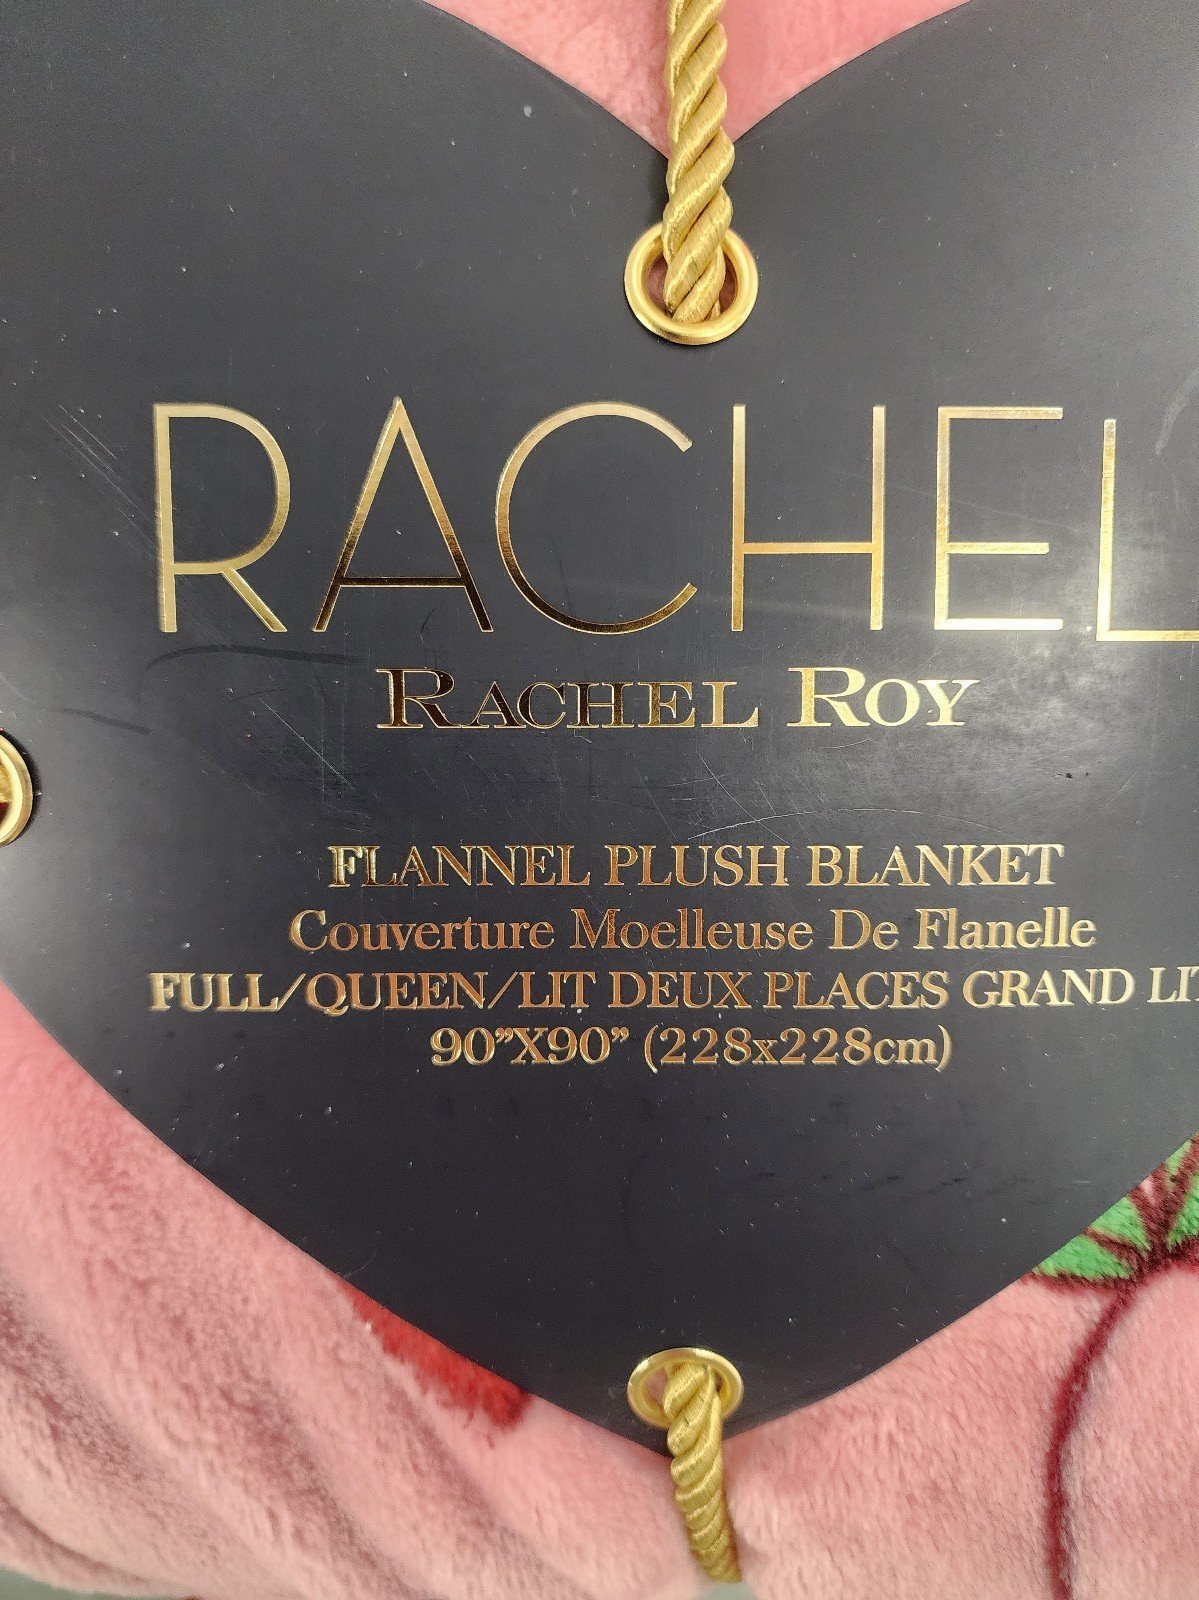 RACHEL
RACHEL ROY
FLANNEL PLUSH BLANKET
Couverture Moelleuse De Flanelle
FULL/QUEEN/LIT DEUX PLACES GRAND LIT
90”X90” (228x228cm)